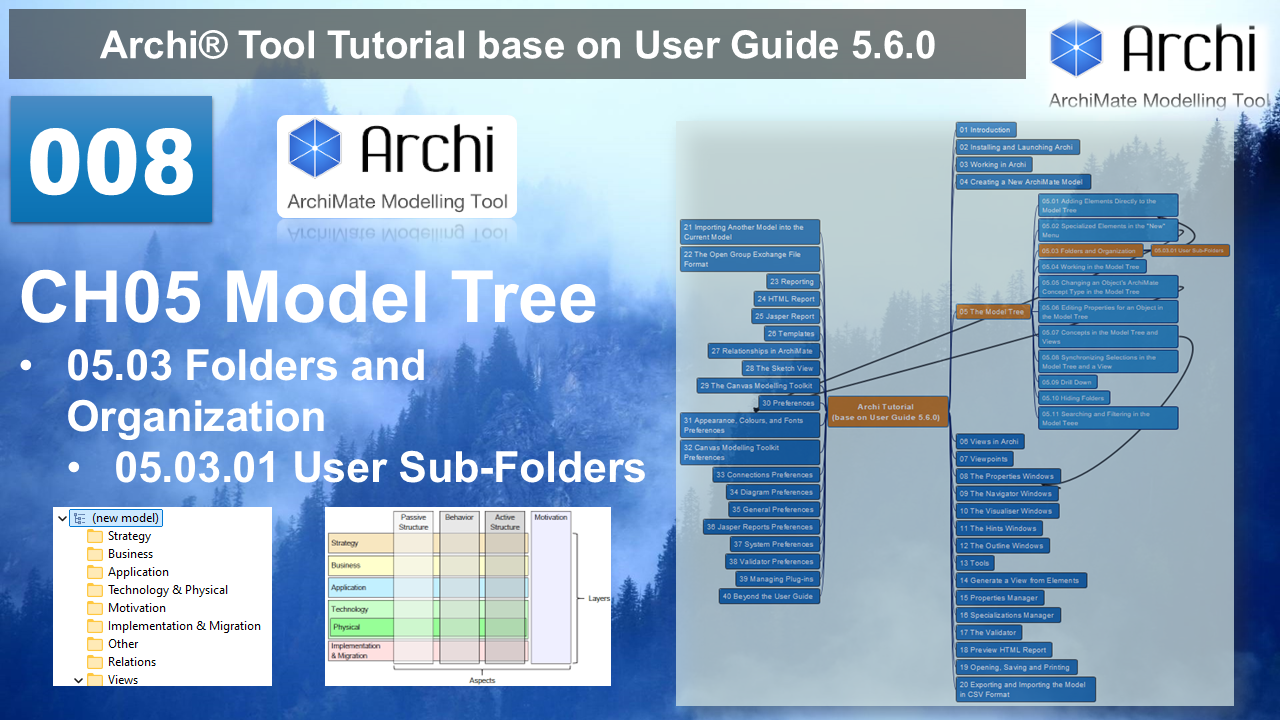 Archi® Tool Tutorial base on User Guide 5.6.0
Archi
ArchiMate Modelling Tool
008
Archi
ArchiMate Modelling Tool
CH05 Model Tree
• 05.03 Folders and
Organization
• 05.03.01 User Sub-Folders
(new model)
Strategy
Business
Application
Technology & Physical
Motivation
Implementation & Migration
Other
Relations
Views
Passive
Structure
Behavior
Active
Structure
Motivation
Strategy
Business
Application
Technology
Physical
Implementation
& Migration
Layers
Aspects
21 Importing Another Model into the
Current Model
22 The Open Group Exchange File
Format
23 Reporting
24 HTML Report
25 Jasper Report
26 Templates
27 Relationships in ArchiMate
28 The Sketch View
29 The Canvas Modelling Toolkit
30 Preferences
31 Appearance, Colours, and Fonts
Preferences
32 Canvas Modelling Toolkit
Preferences
33 Connections Preferences
34 Diagram Preferences
35 General Preferences
36 Jasper Reports Preferences
37 System Preferences
38 Validator Preferences
39 Managing Plug-ins
40 Beyond the User Guide
Archi Tutorial
(base on User Guide 5.6.0)
01 Introduction
02 Installing and Launching Archi
03 Working in Archi
04 Creating a New ArchiMate Model
05 The Model Tree
05.01 Adding Elements Directly to the
Model Tree
05.02 Specialized Elements in the "New"
Menu
05.03 Folders and Organization
05.03.01 User Sub-Folders
05.04 Working in the Model Tree
05.05 Changing an Object's ArchiMate
Concept Type in the Model Tree
05.06 Editing Properties for an Object in
the Model Tree
05.07 Concepts in the Model Tree and
Views
05.08 Synchronizing Selections in the
Model Tree and a View
05.09 Drill Down
05.10 Hiding Folders
05.11 Searching and Filtering in the
Model Tree
06 Views in Archi
07 Viewpoints
08 The Properties Windows
09 The Navigator Windows
10 The Visualiser Windows
11 The Hints Windows
12 The Outline Windows
13 Tools
14 Generate a View from Elements
15 Properties Manager
16 Specializations Manager
17 The Validator
18 Preview HTML Report
19 Opening, Saving and Printing
20 Exporting and Importing the Model
in CSV Format